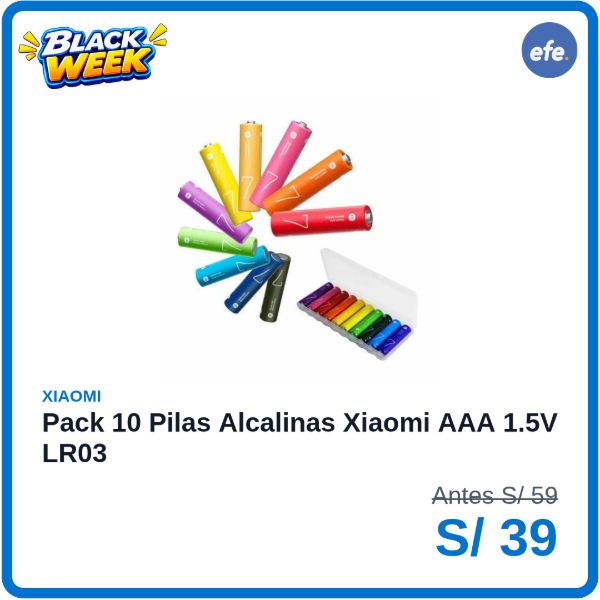 BLACK
WEEK
efe.
XIAOMI
Pack 10 Pilas Alcalinas Xiaomi AAA 1.5V
LR03
Antes S/ 59
S/ 39